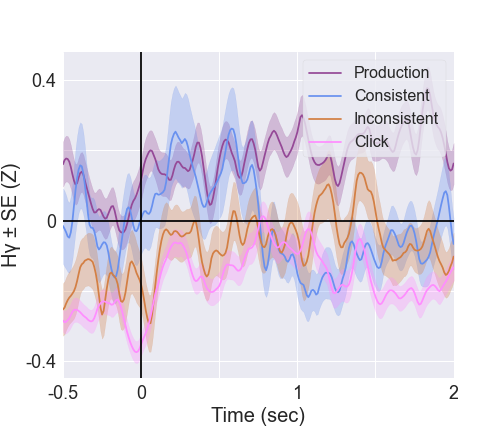 Production
Consistent
Inconsistent
Click
0.4
0
-0.4
Hγ ± SE (Z)
-0.5
0
1
2
Time (sec)